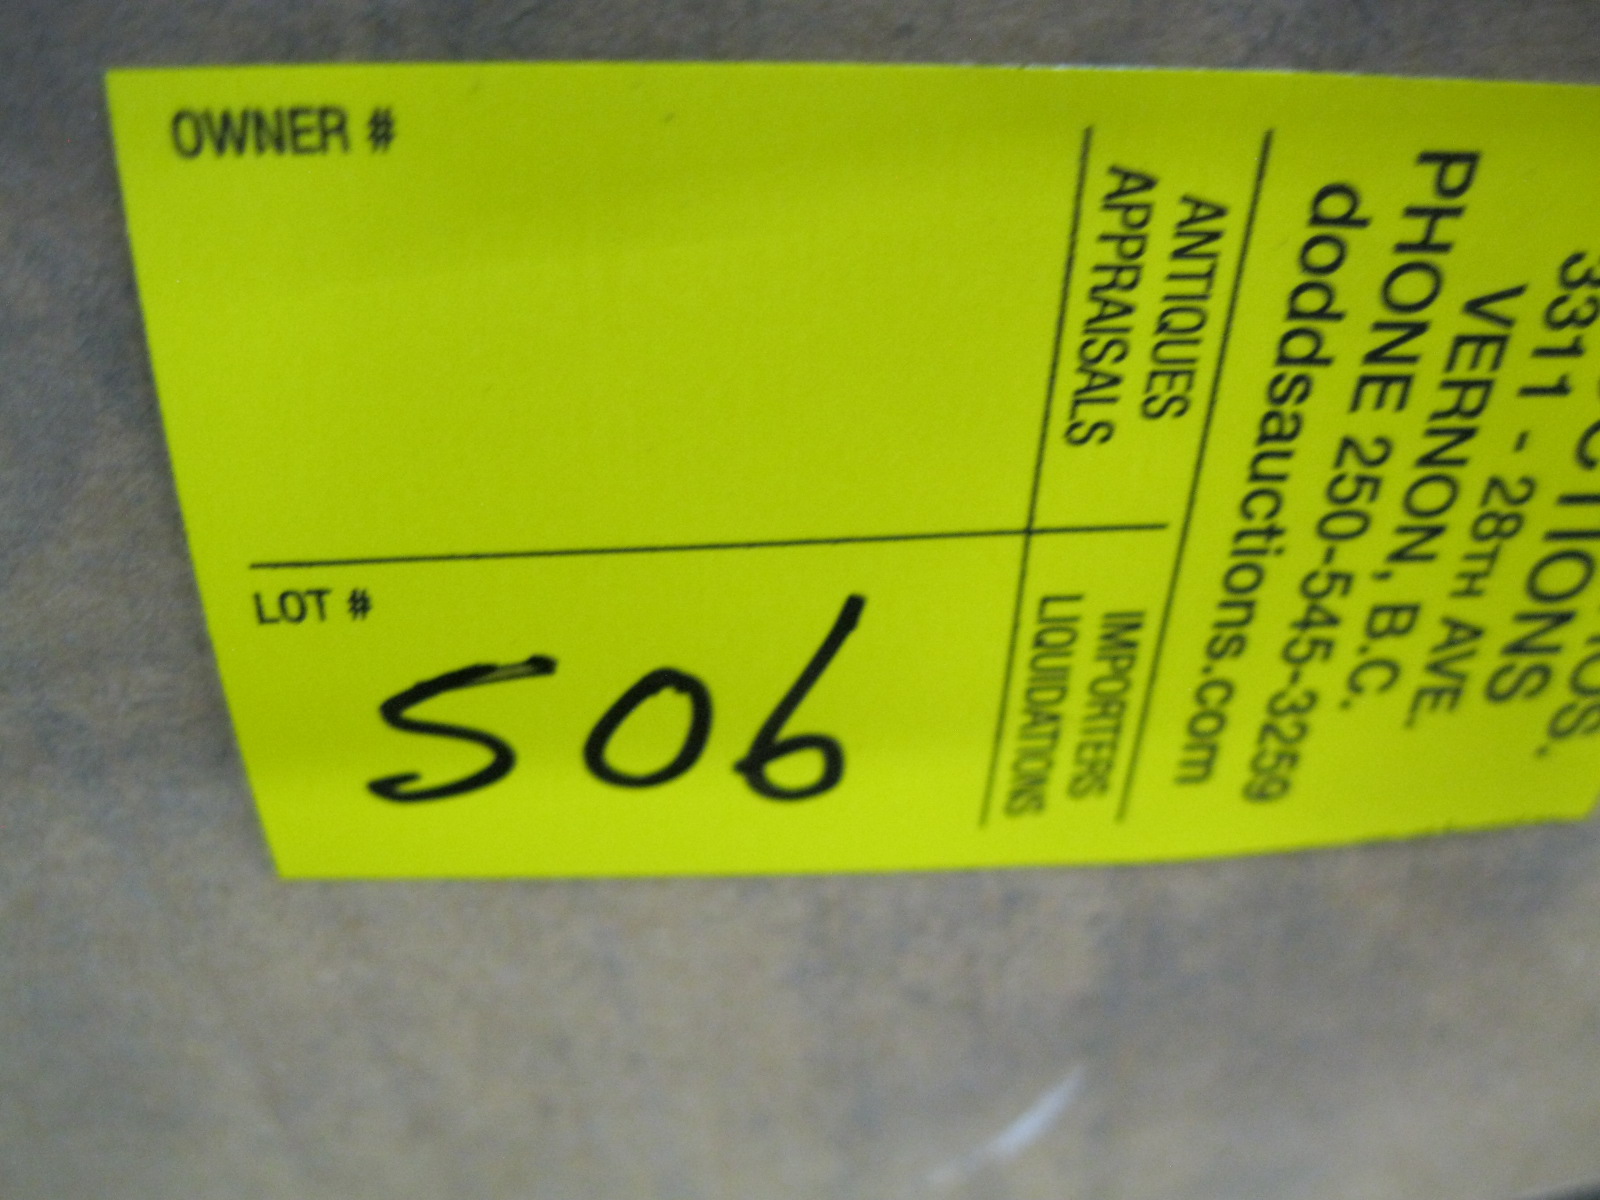 3311 - 28TH AVE.
VERNON, B.C.
PHONE 250-545-3259
doddsauctions.com
ANTIQUES IMPORTERS
APPRAISALS LIQUIDATIONS
OWNER #
LOT #
506